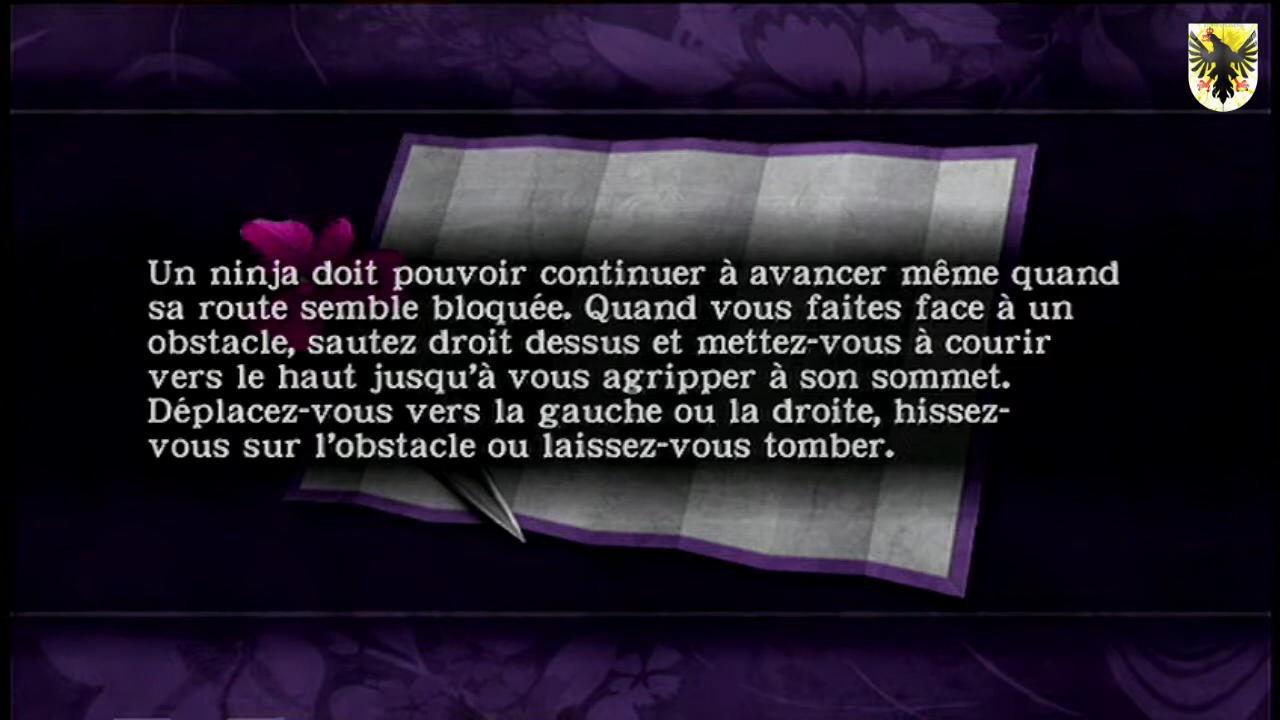 Un ninja doit pouvoir continuer à avancer même quand
sa route semble bloquée. Quand vous faites face à un
obstacle, sautez droit dessus et mettez-vous à courir
vers le haut jusqu'à vous agripper à son sommet.
Déplacez-vous vers la gauche ou la droite, hissez-
vous sur l'obstacle ou laissez-vous tomber.